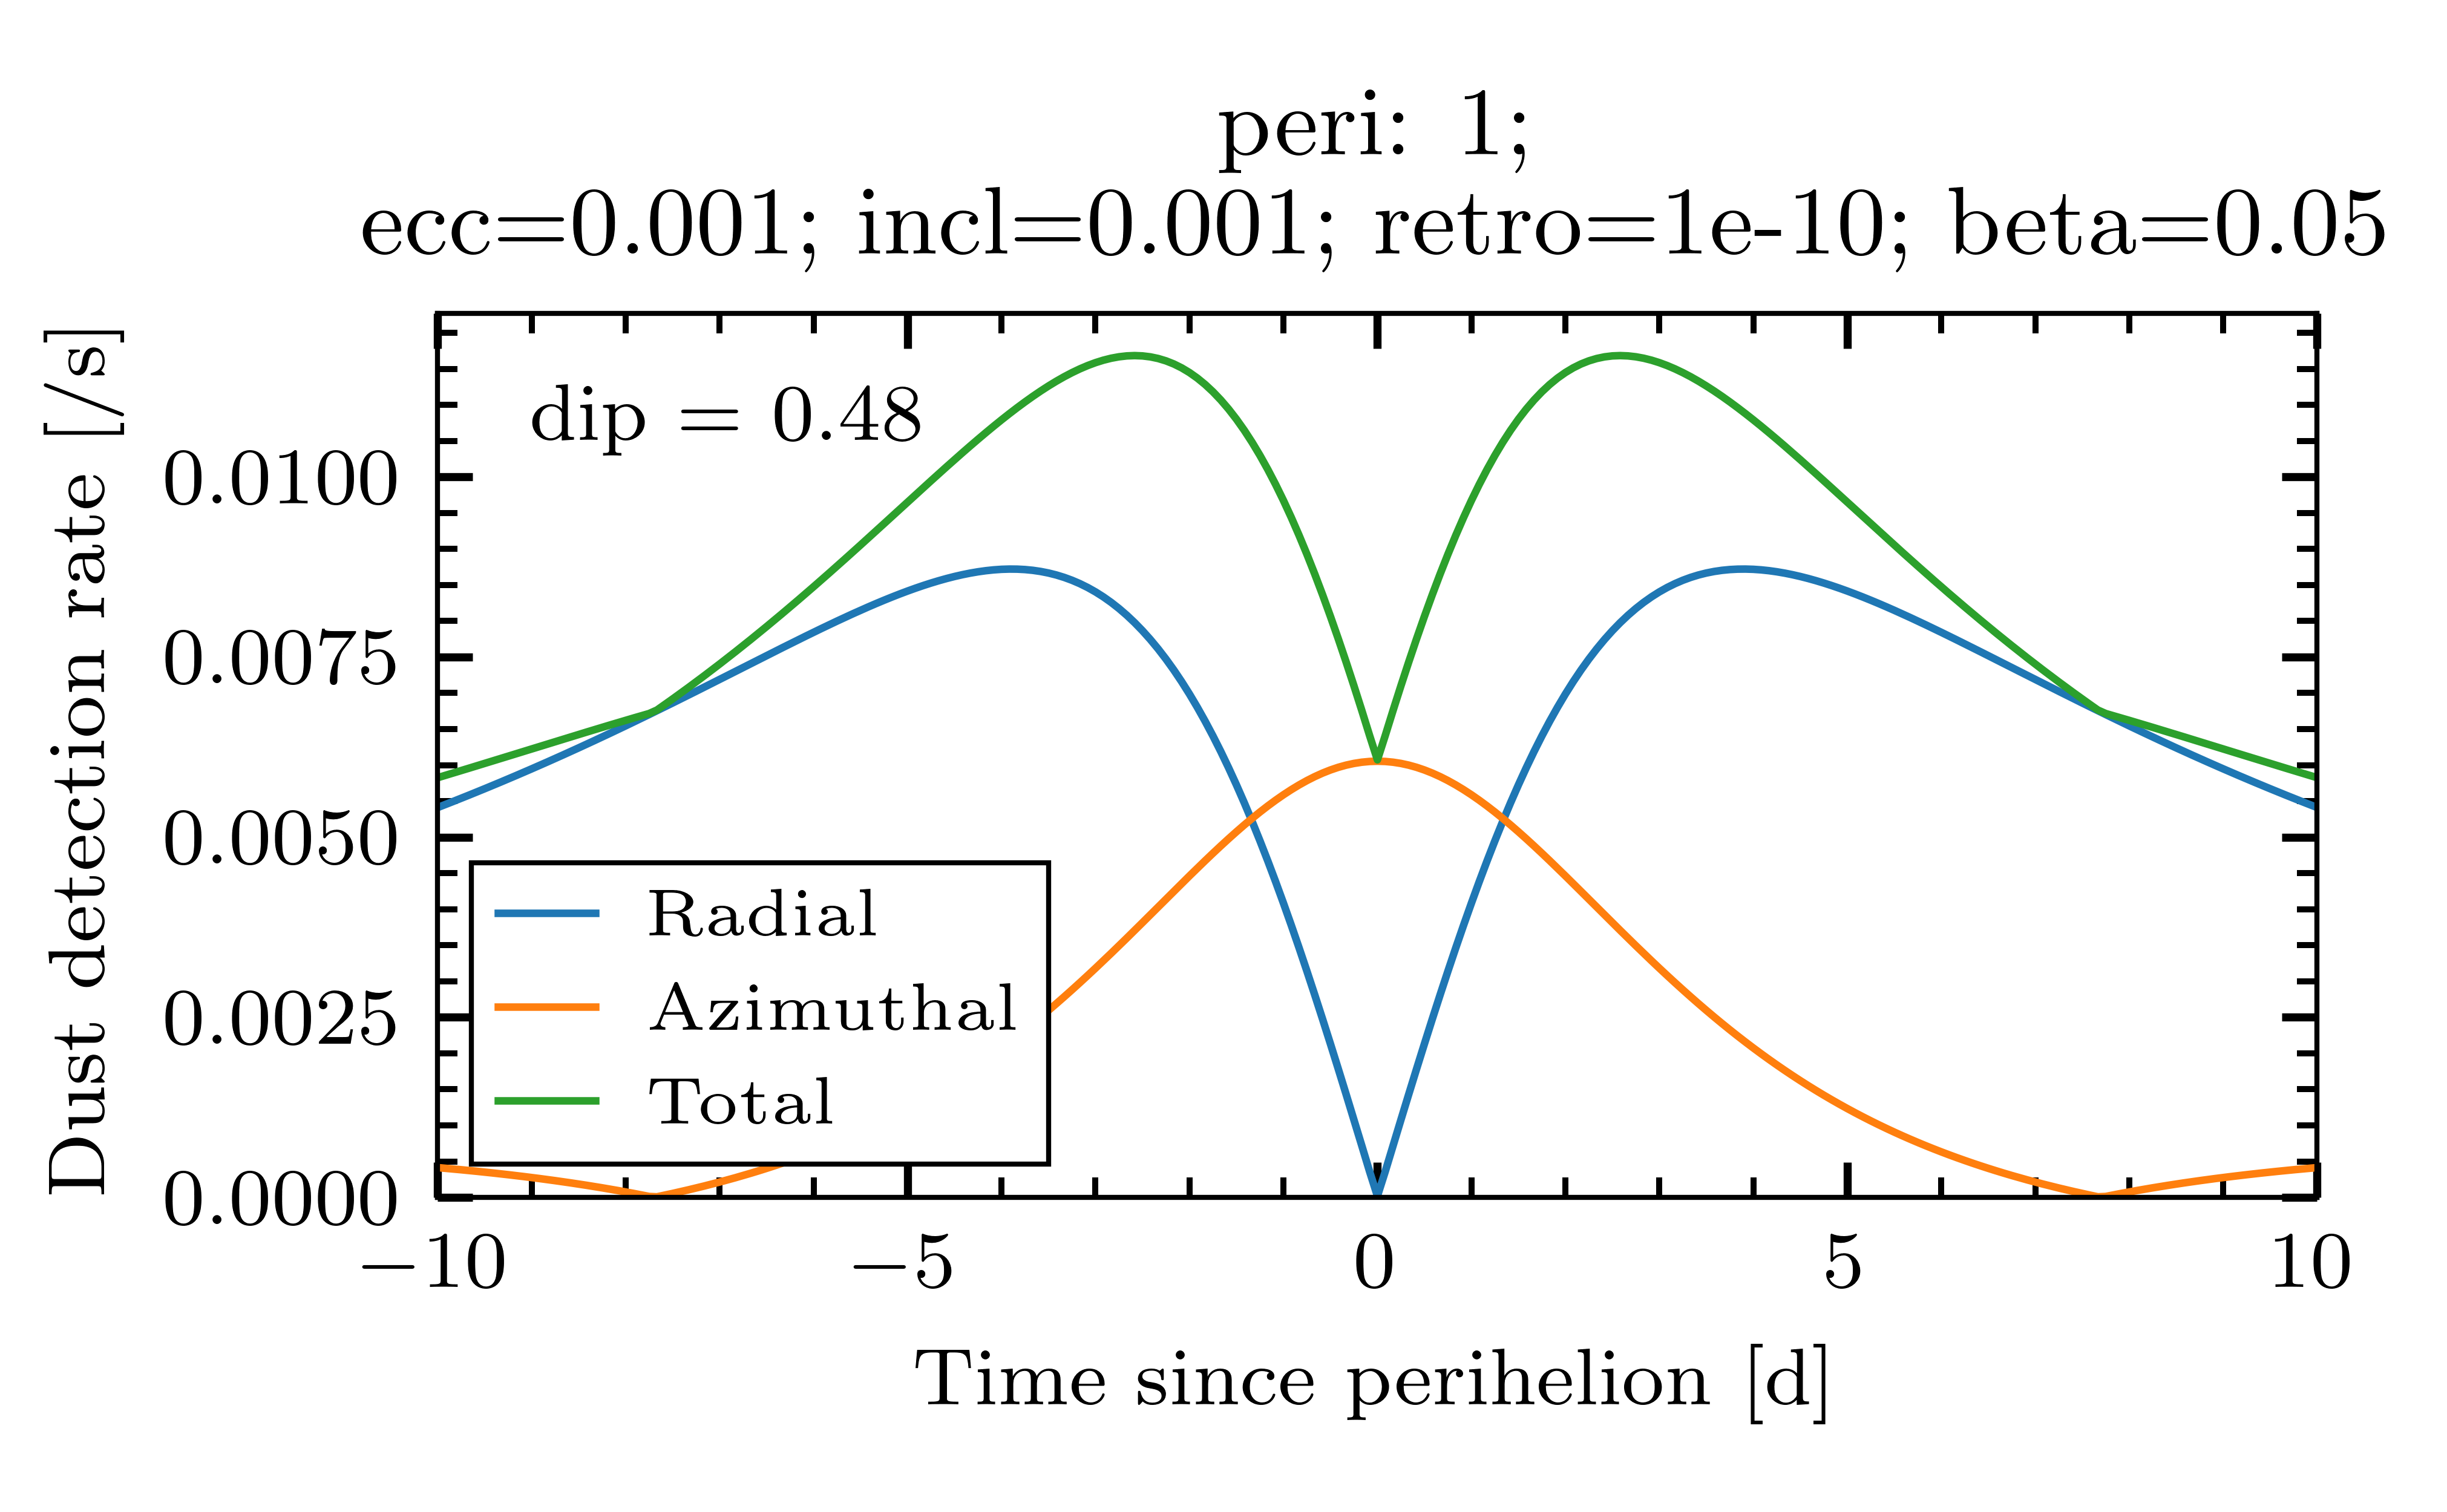 peri: 1;
ecc=0.001; incl=0.001; retro=1e-10; beta=0.05
Dust detection rate [/s]
dip = 0.48
0.0100
0.0075
0.0050
0.0025
0.0000
Radial
Azimuthal
Total
−10
−5
0
5
10
Time since perihelion [d]